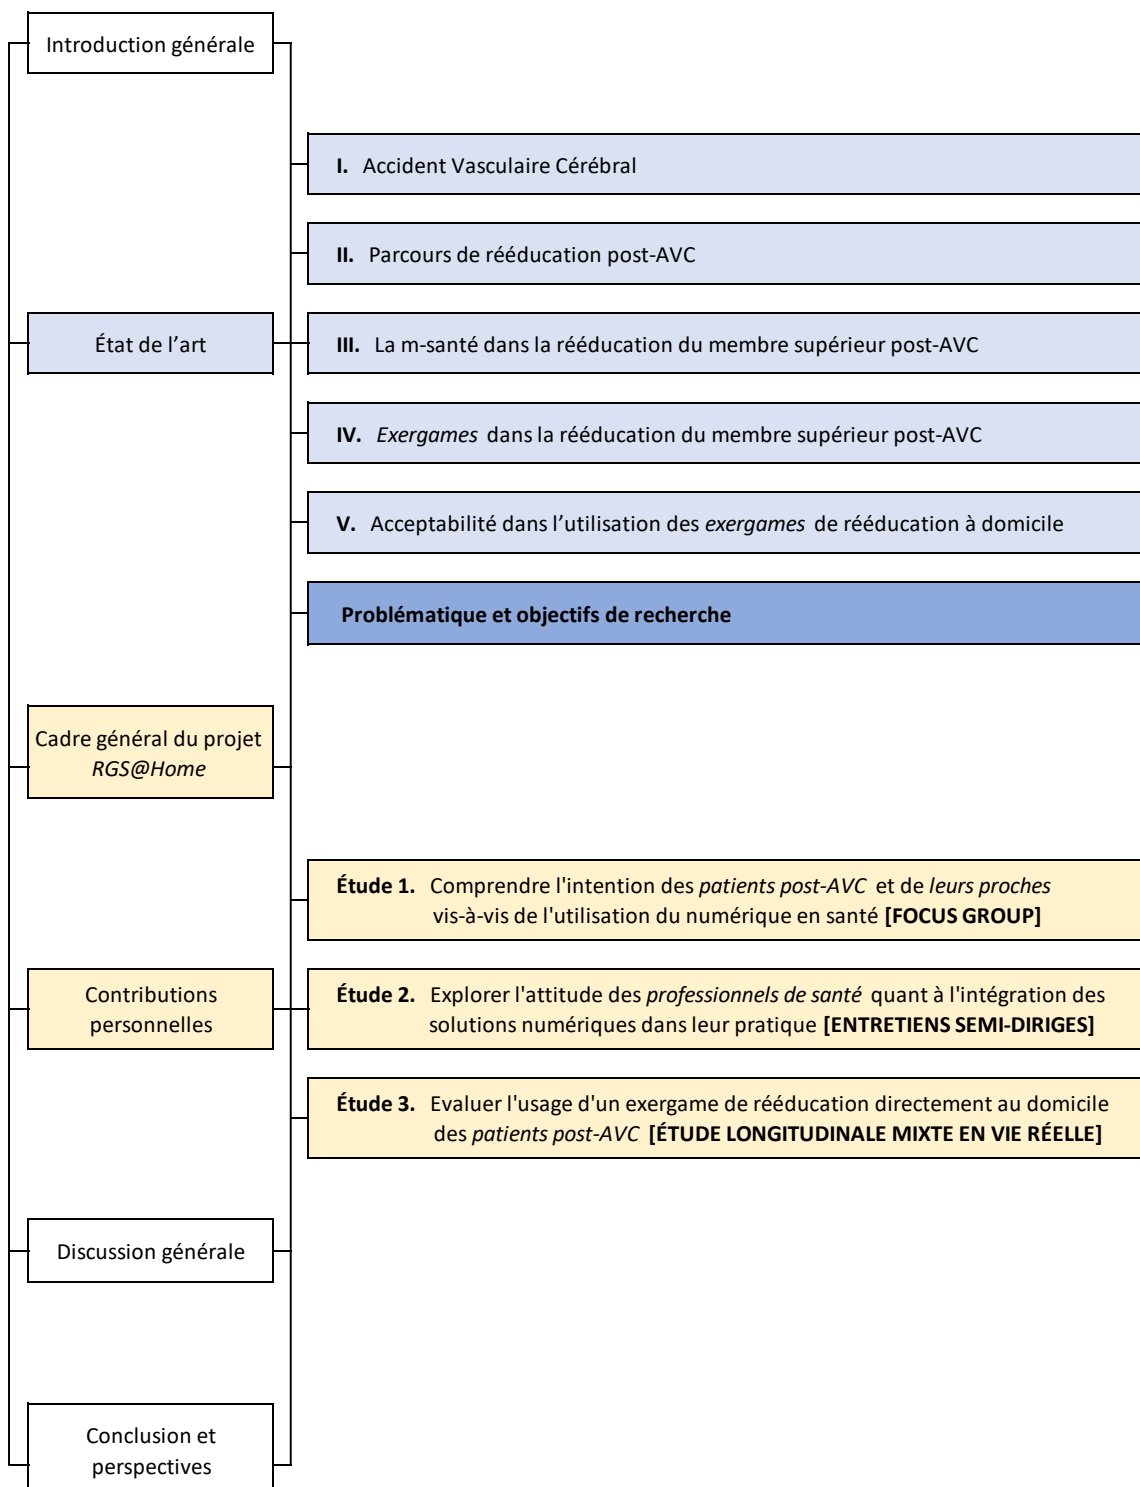 Introduction générale
I. Accident Vasculaire Cérébral
II. Parcours de rééducation post-AVC
État de l’art
III. La m-santé dans la rééducation du membre supérieur post-AVC
IV. Exergames dans la rééducation du membre supérieur post-AVC
V. Acceptabilité dans l’utilisation des exergames de rééducation à domicile
Problématique et objectifs de recherche
Cadre général du projet
RGS@Home
Étude 1. Comprendre l'intention des patients post-AVC et de leurs proches
vis-à-vis de l'utilisation du numérique en santé [FOCUS GROUP]
Contributions
personnelles
Étude 2. Explorer l'attitude des professionnels de santé quant à l'intégration des
solutions numériques dans leur pratique [ENTRETIENS SEMI-DIRIGES]
Étude 3. Evaluer l'usage d'un exergame de rééducation directement au domicile
des patients post-AVC [ÉTUDE LONGITUDINALE MIXTE EN VIE RÉELLE]
Discussion générale
Conclusion et
perspectives